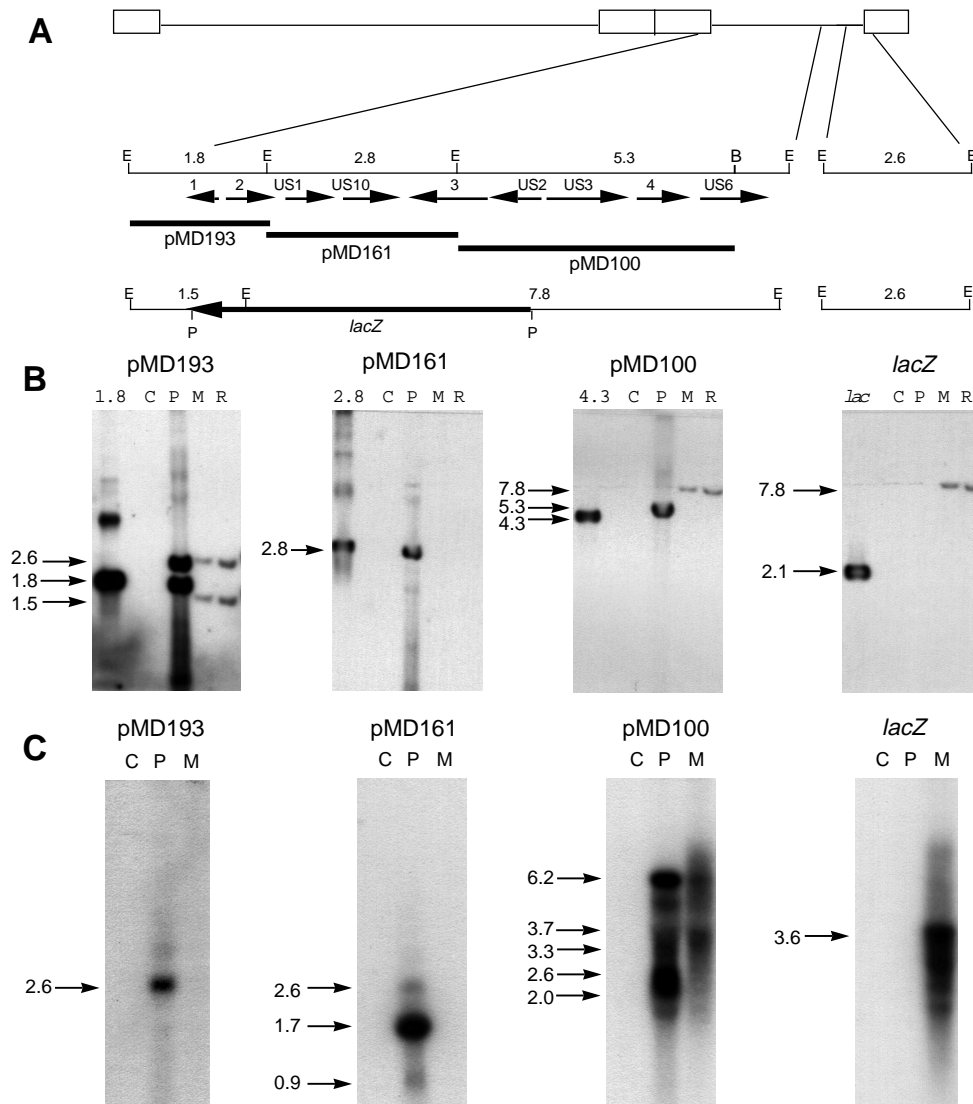 A
E 1.8 E 2.8 E 5.3 B E E 2.6 E
1 2 US1 US10 3 US2 US3 4 US6
pMD193
pMD161
pMD100
E 1.5 E 7.8 E E 2.6 E
P lacZ P
B
pMD193 pMD161 pMD100 lacZ
1.8 C P M R 2.8 C P M R 4.3 C P M R lac C P M R
2.6
1.8
1.5
2.8
7.8
5.3
4.3
7.8
2.1
C
pMD193 pMD161 pMD100 lacZ
C P M C P M C P M C P M
2.6
2.6
1.7
0.9
6.2
3.7
3.3
2.6
2.0
3.6